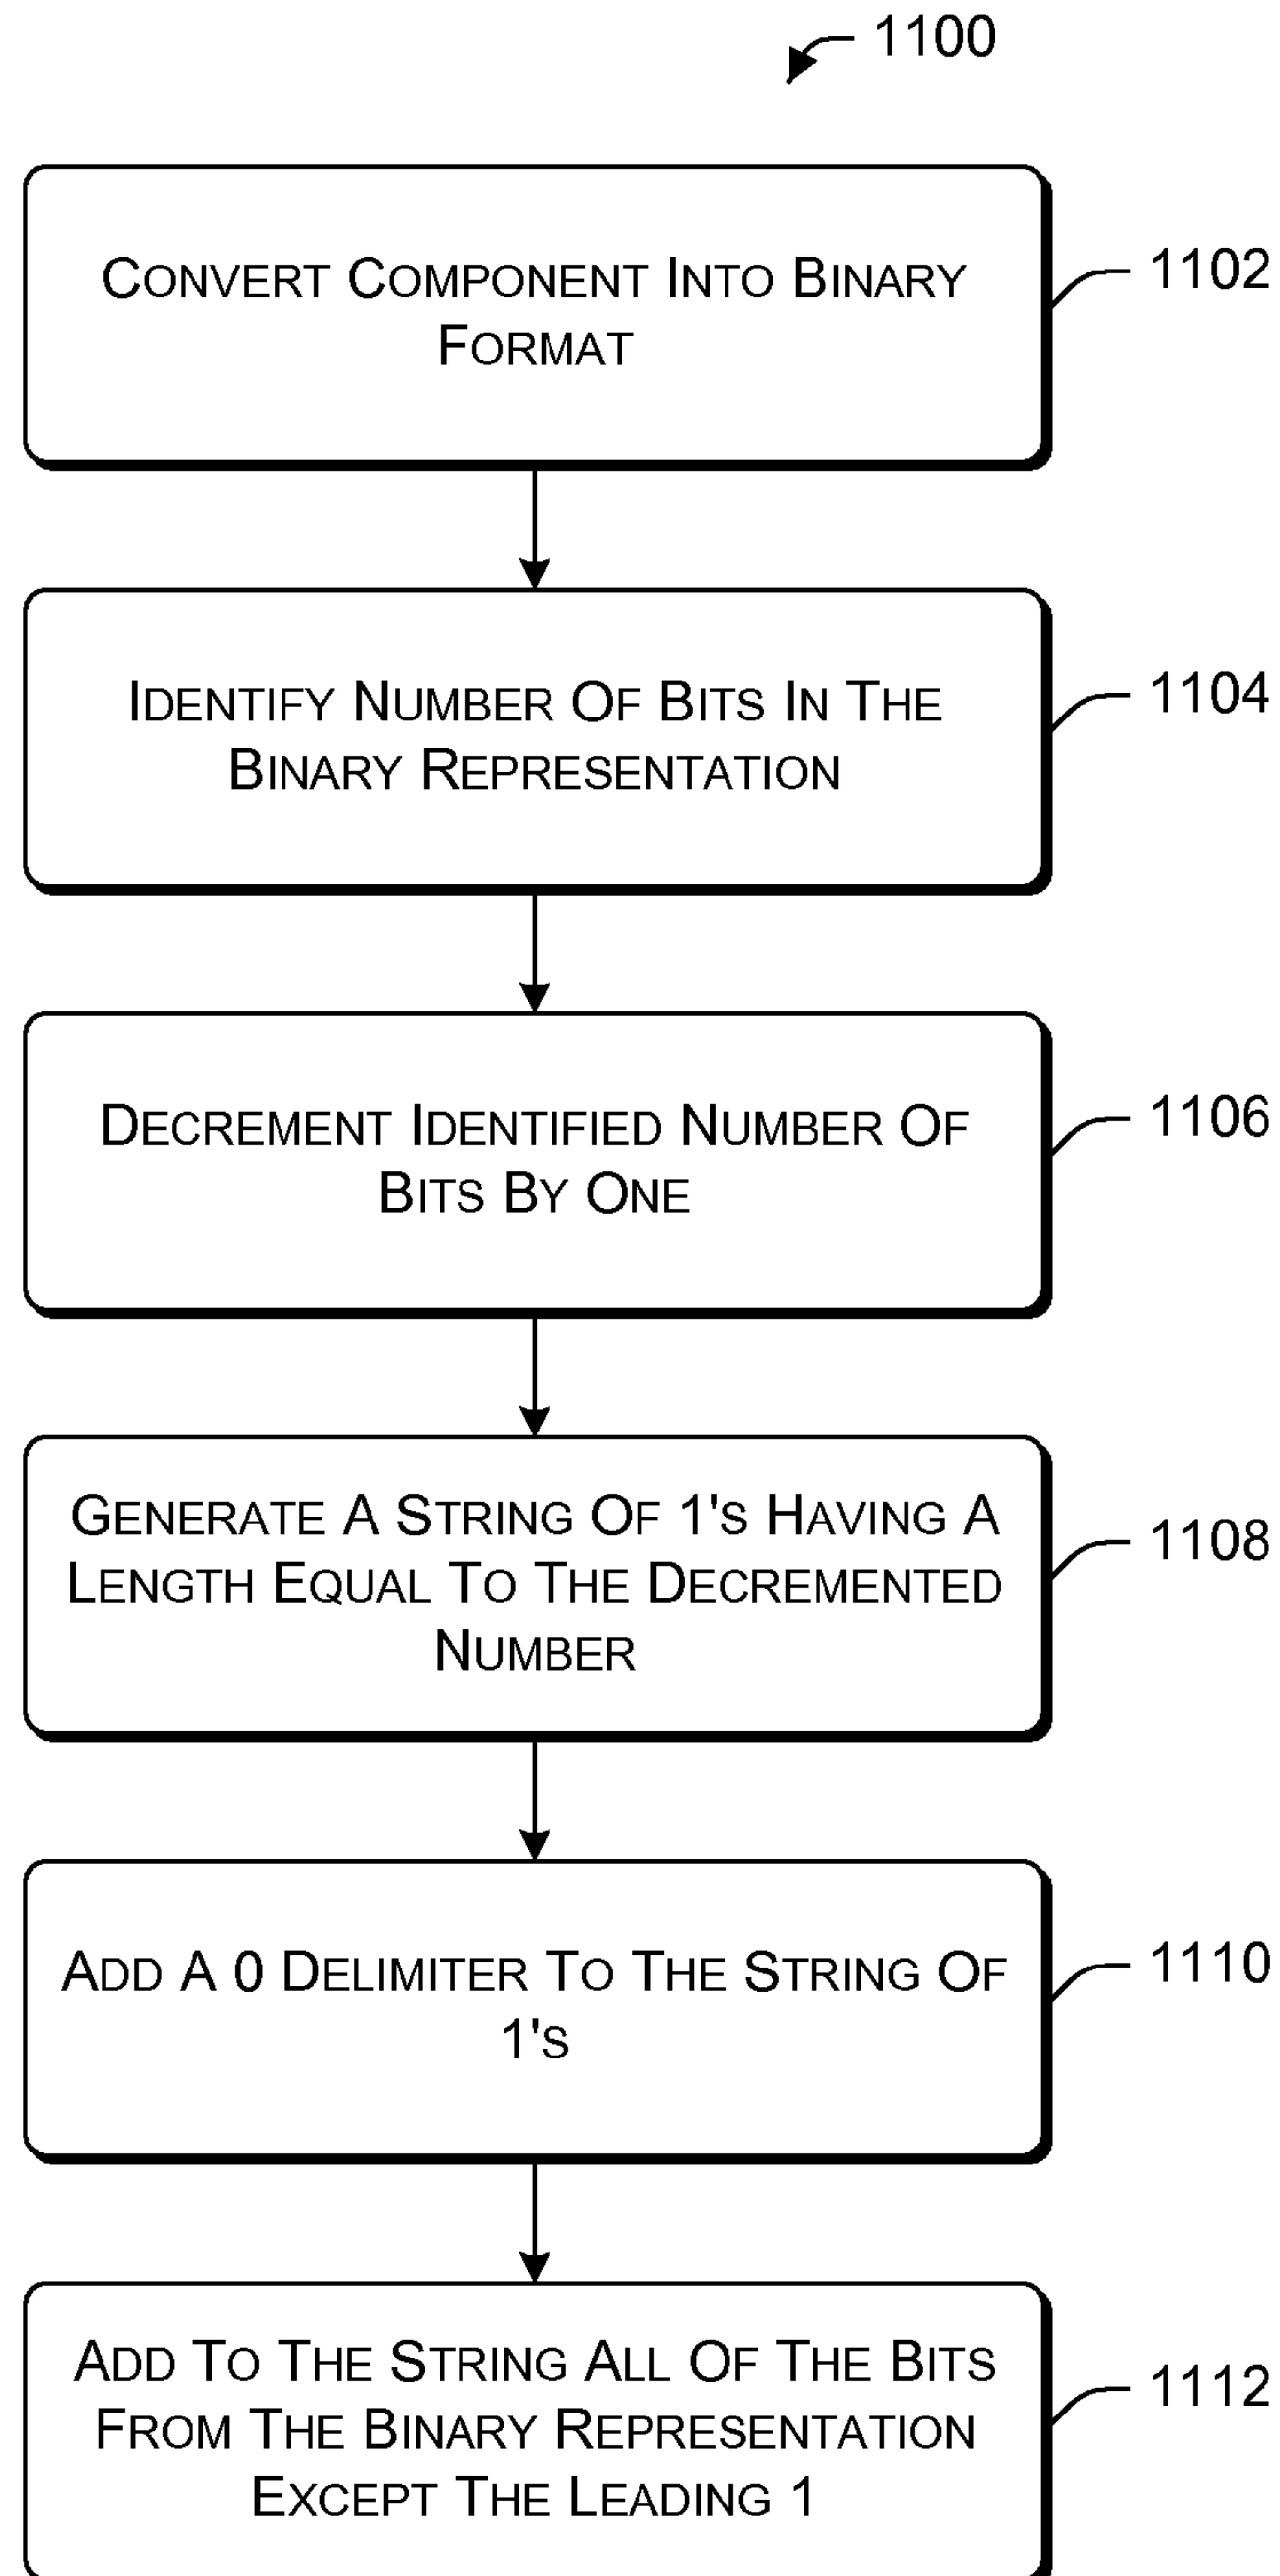 1100
CONVERT COMPONENT INTO BINARY
FORMAT
1102
IDENTIFY NUMBER OF BITS IN THE
BINARY REPRESENTATION
1104
DECREMENT IDENTIFIED NUMBER OF
BITS BY ONE
1106
GENERATE A STRING OF 1'S HAVING A
LENGTH EQUAL TO THE DECREMENTED
NUMBER
1108
ADD A 0 DELIMITER TO THE STRING OF
1'S
1110
ADD TO THE STRING ALL OF THE BITS
FROM THE BINARY REPRESENTATION
EXCEPT THE LEADING 1
1112